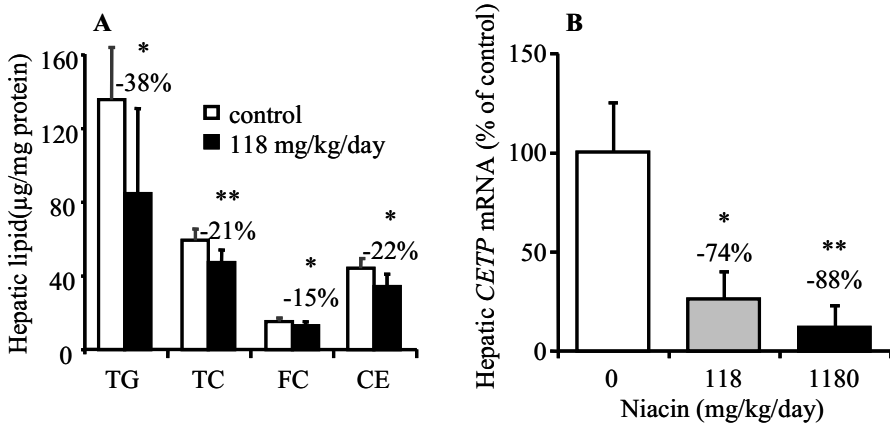 A
Hepatic lipid(µg/mg protein)
160
120
80
40
0
*
-38%
control
118 mg/kg/day
**
-21%
*
-15%
*
-22%
TG TC FC CE
B
Hepatic CETP mRNA (% of control)
150
100
50
0
*
-74%
**
-88%
0 118 1180
Niacin (mg/kg/day)